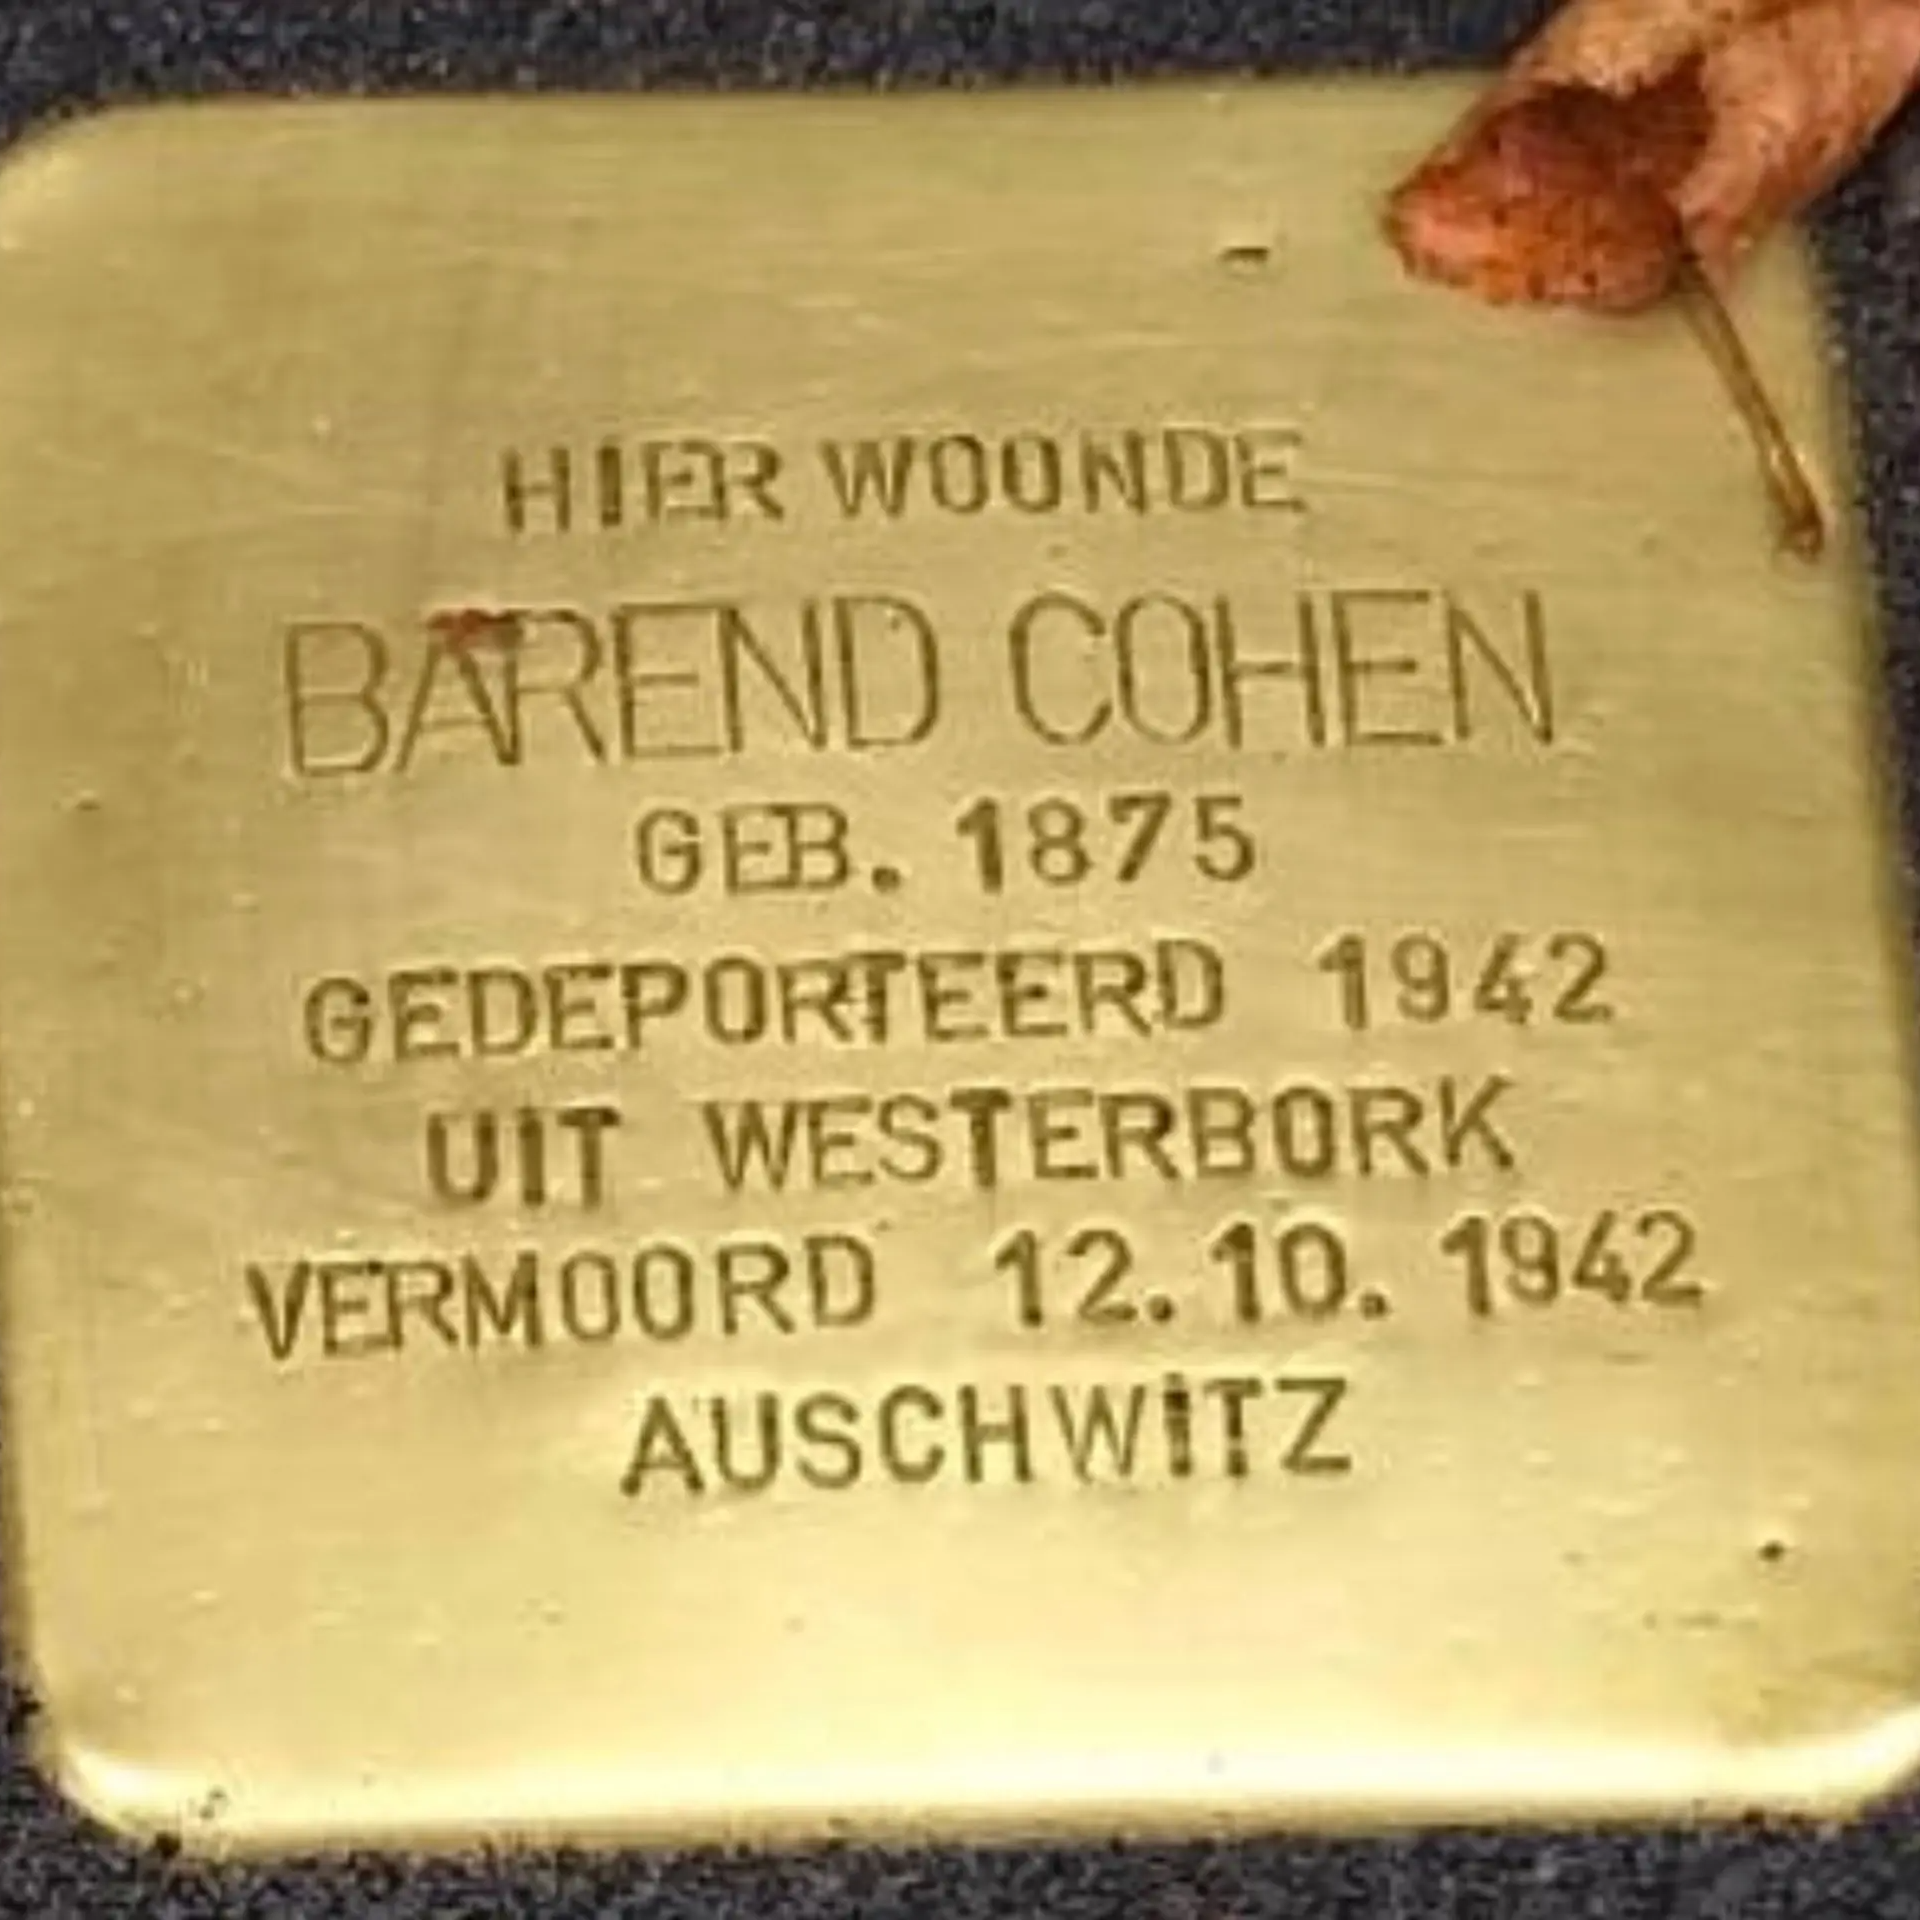 HIER WOONDE
BAREND COHEN
GEB. 1875
GEDEPORTEERD 1942
UIT WESTERBORK
VERMOORD 12.10.1942
AUSCHWITZ